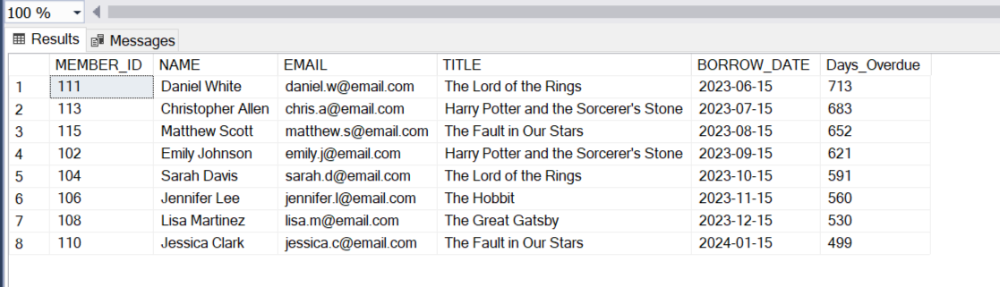 100 %
Results Messages
MEMBER_ID NAME EMAIL TITLE BORROW_DATE Days_Overdue
1 111 Daniel White daniel.w@email.com The Lord of the Rings 2023-06-15 713
2 113 Christopher Allen chris.a@email.com Harry Potter and the Sorcerer's Stone 2023-07-15 683
3 115 Matthew Scott matthew.s@email.com The Fault in Our Stars 2023-08-15 652
4 102 Emily Johnson emily.j@email.com Harry Potter and the Sorcerer's Stone 2023-09-15 621
5 104 Sarah Davis sarah.d@email.com The Lord of the Rings 2023-10-15 591
6 106 Jennifer Lee jennifer.l@email.com The Hobbit 2023-11-15 560
7 108 Lisa Martinez lisa.m@email.com The Great Gatsby 2023-12-15 530
8 110 Jessica Clark jessica.c@email.com The Fault in Our Stars 2024-01-15 499